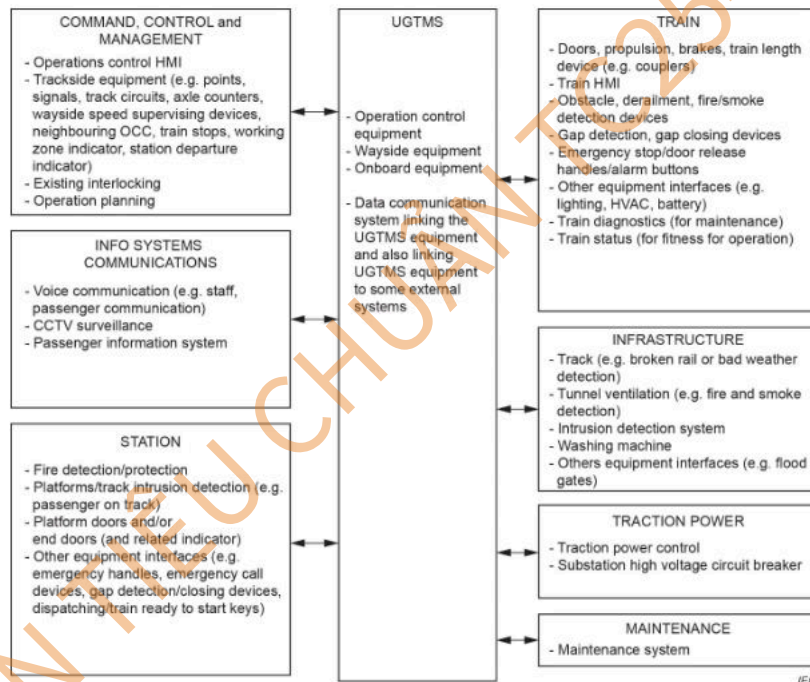 COMMAND, CONTROL and
MANAGEMENT
- Operations control HMI
- Trackside equipment (e.g. points,
signals, track circuits, axle counters,
wayside speed supervising devices,
neighbouring OCC, train stops, working
zone indicator, station departure
indicator)
- Existing interlocking
- Operation planning
INFO SYSTEMS
COMMUNICATIONS
- Voice communication (e.g. staff,
passenger communication)
- CCTV surveillance
- Passenger information system
STATION
- Fire detection/protection
- Platforms/track intrusion detection (e.g.
passenger on track)
- Platform doors and/or
end doors (and related indicator)
- Other equipment interfaces (e.g.
emergency handles, emergency call
devices, gap detection/closing devices,
dispatching/train ready to start keys)
UGTMS
- Operation control
equipment
- Wayside equipment
- Onboard equipment
- Data communication
system linking the
UGTMS equipment
and also linking
UGTMS equipment
to some external
systems
TRAIN
- Doors, propulsion, brakes, train length
device (e.g. couplers)
- Train HMI
- Obstacle, derailment, fire/smoke
detection devices
- Gap detection, gap closing devices
- Emergency stop/door release
handles/alarm buttons
- Other equipment interfaces (e.g.
lighting, HVAC, battery)
- Train diagnostics (for maintenance)
- Train status (for fitness for operation)
INFRASTRUCTURE
- Track (e.g. broken rail or bad weather
detection)
- Tunnel ventilation (e.g. fire and smoke
detection)
- Intrusion detection system
- Washing machine
- Others equipment interfaces (e.g. flood
gates)
TRACTION POWER
- Traction power control
- Substation high voltage circuit breaker
MAINTENANCE
- Maintenance system
TIÊU CHUẨN